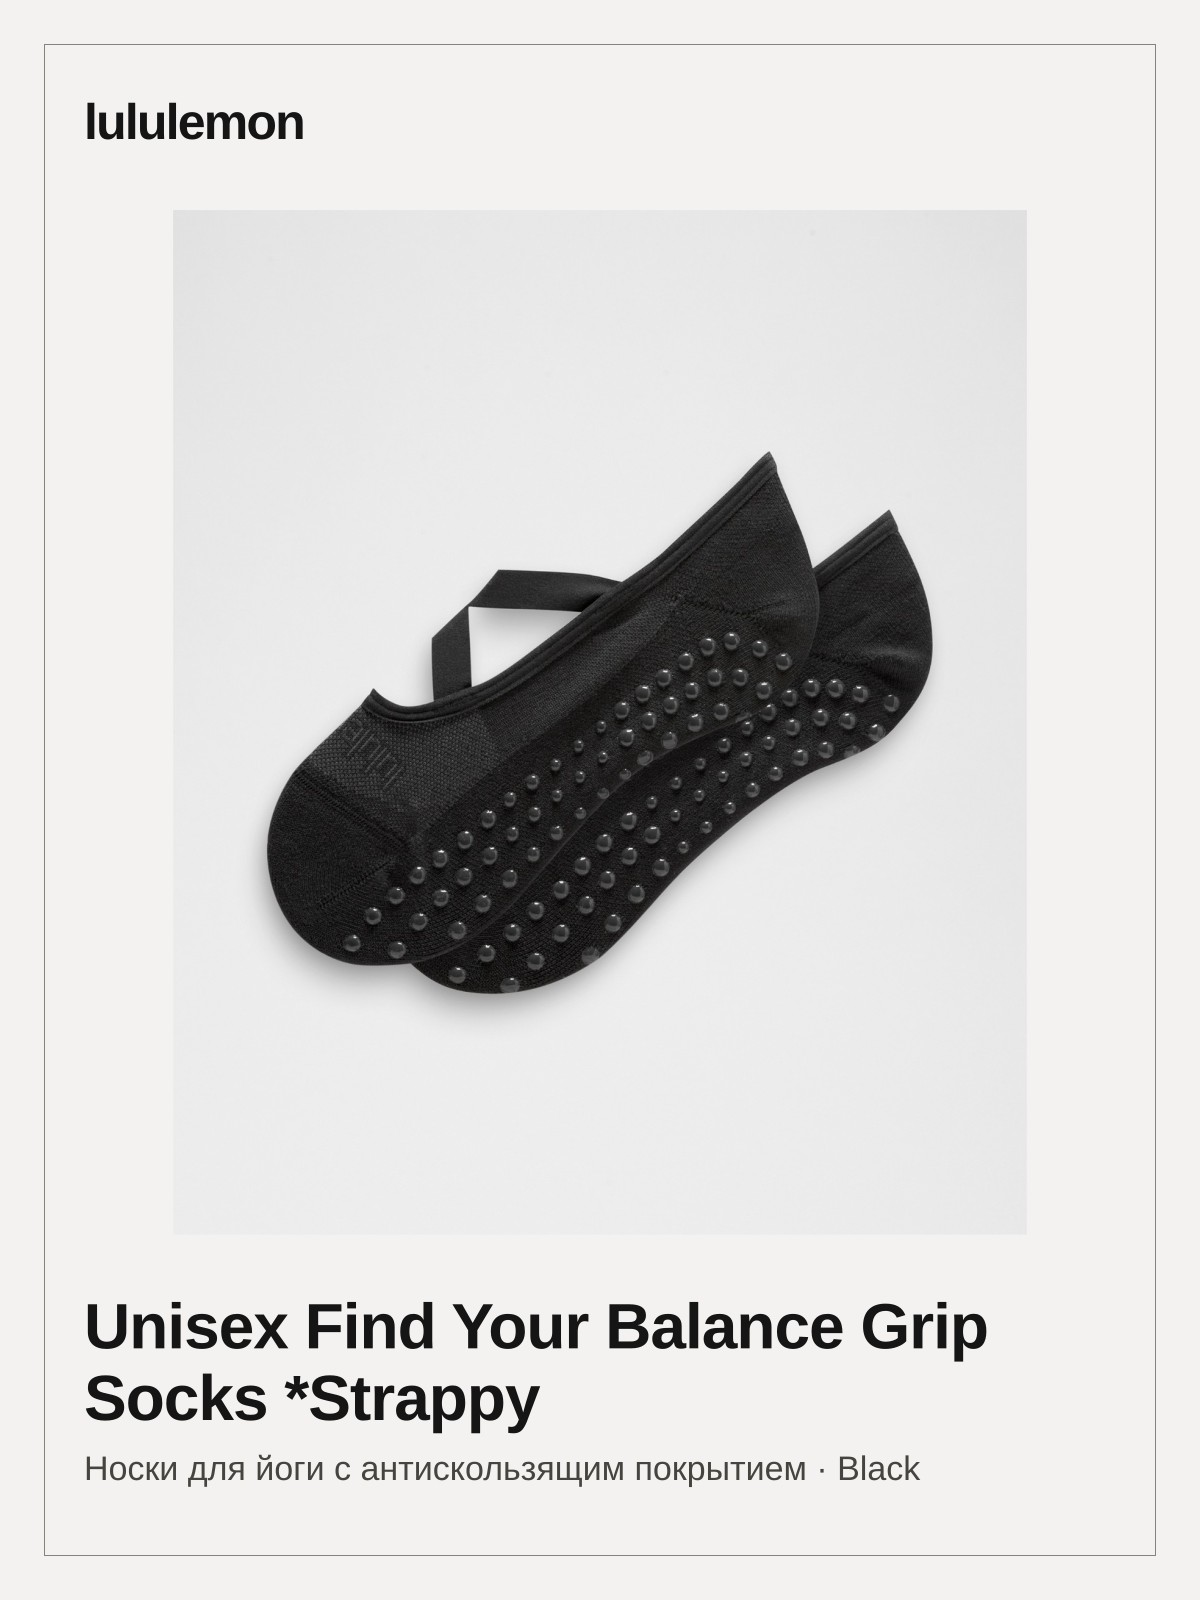 lululemon
Unisex Find Your Balance Grip
Socks *Strappy
Носки для йоги с антискользящим покрытием · Black